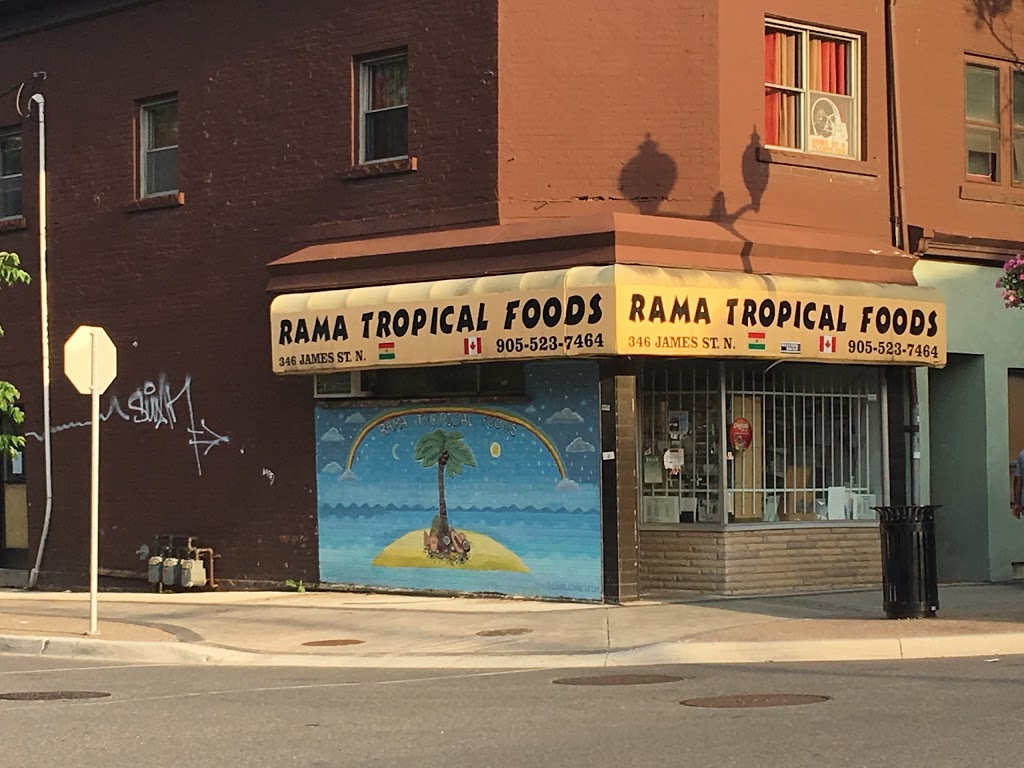 RAMA TROPICAL FOODS
346 JAMES ST. N.
905-523-7464
RAMA TROPICAL FOODS
346 JAMES ST. N.
905-523-7464
RAMA TROPICAL FOODS